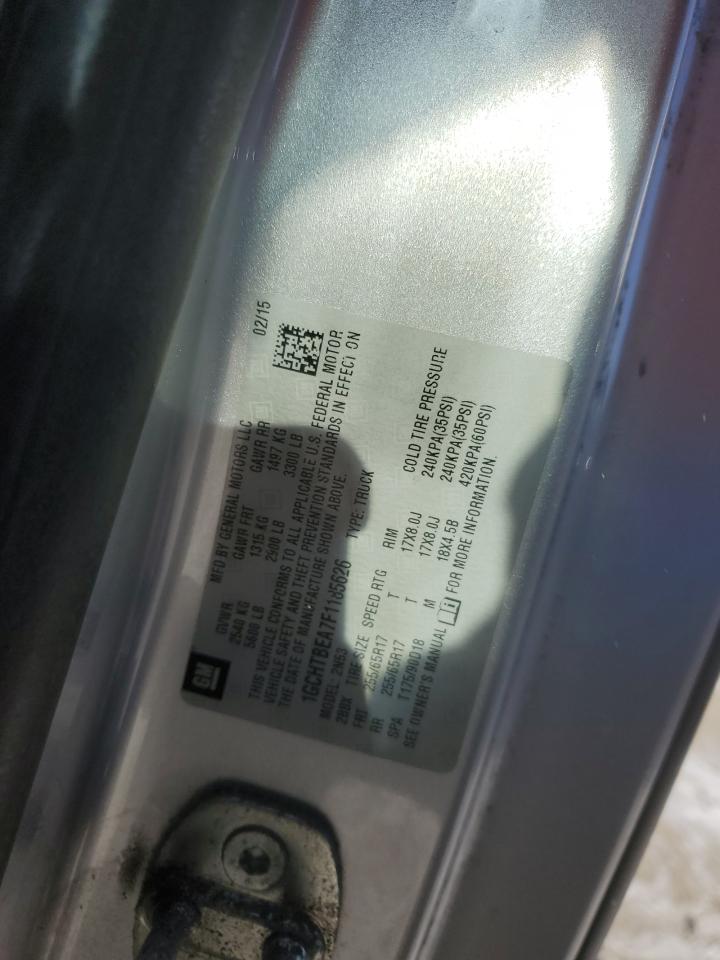 GM
MFD BY GENERAL MOTORS LLC
02/15
GVWR GAWR FRT GAWR RR
2540 KG 1315 KG 1497 KG
5600 LB 2900 LB 3300 LB
THIS VEHICLE CONFORMS TO ALL APPLICABLE U.S. FEDERAL MOTOR
VEHICLE SAFETY AND THEFT PREVENTION STANDARDS IN EFFECT ON
THE DATE OF MANUFACTURE SHOWN ABOVE.
1GCHTBEA7F1185626 TYPE: TRUCK
MODEL: 2N53
2BBX TIRE SIZE SPEED RTG RIM COLD TIRE PRESSURE
FRT 255/65R17 T 17X8.0J 240KPA(35PSI)
RR 255/65R17 T 17X8.0J 240KPA(35PSI)
SPA T175/90D18 M 18X4.5B 420KPA(60PSI)
SEE OWNER'S MANUAL FOR MORE INFORMATION.